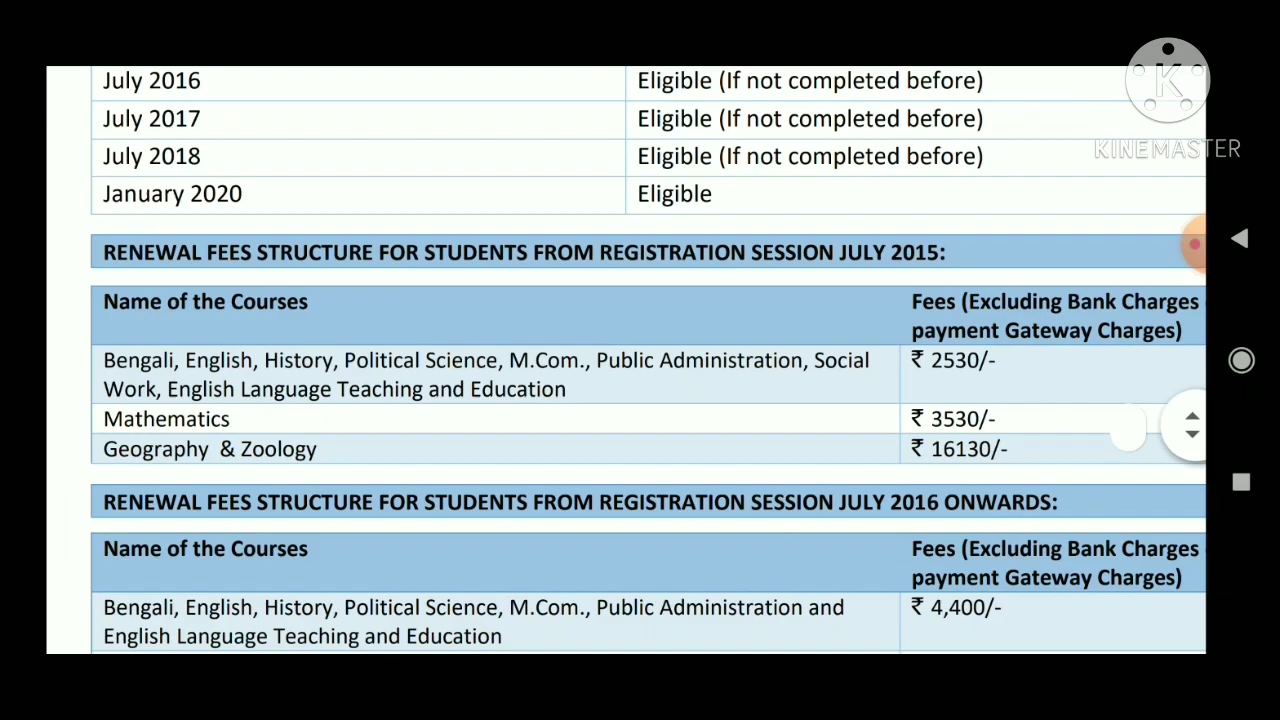 July 2016 Eligible (If not completed before)
July 2017 Eligible (If not completed before)
July 2018 Eligible (If not completed before)
January 2020 Eligible
K
KINEMASTER
RENEWAL FEES STRUCTURE FOR STUDENTS FROM REGISTRATION SESSION JULY 2015:
Name of the Courses Fees (Excluding Bank Charges
payment Gateway Charges)
Bengali, English, History, Political Science, M.Com., Public Administration, Social ₹ 2530/-
Work, English Language Teaching and Education
Mathematics ₹ 3530/-
Geography & Zoology ₹ 16130/-
RENEWAL FEES STRUCTURE FOR STUDENTS FROM REGISTRATION SESSION JULY 2016 ONWARDS:
Name of the Courses Fees (Excluding Bank Charges
payment Gateway Charges)
Bengali, English, History, Political Science, M.Com., Public Administration and ₹ 4,400/-
English Language Teaching and Education